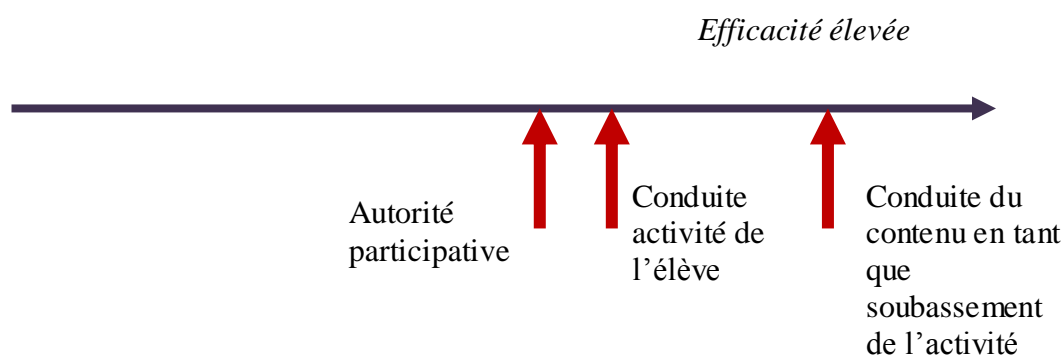 Efficacité élevée
Autorité
participative
Conduite
activité de
l’élève
Conduite du
contenu en tant
que
soubassement
de l’activité